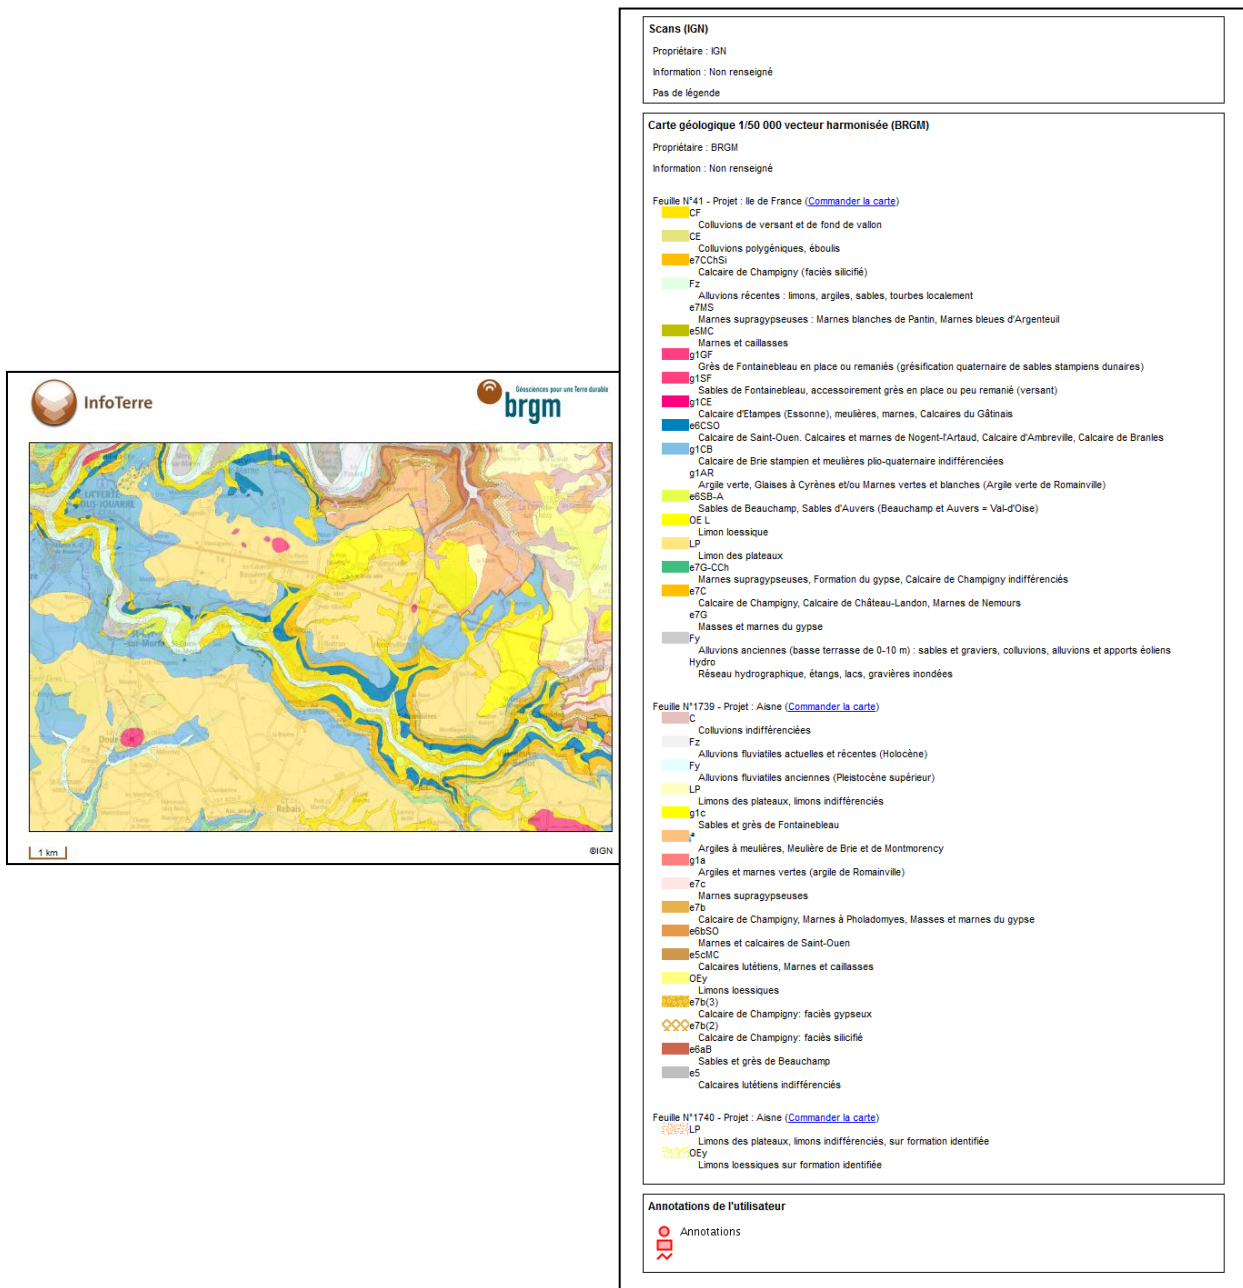 InfoTerre
Géosciences pour une Terre durable
brgm
LA FERTE
SOUS-JOUARRE
Doue
Rebais
1 km
©IGN
Scans (IGN)
Propriétaire : IGN
Information : Non renseigné
Pas de légende
Carte géologique 1/50 000 vecteur harmonisée (BRGM)
Propriétaire : BRGM
Information : Non renseigné
Feuille N°41 - Projet : Ile de France (Commander la carte)
CF
Colluvions de versant et de fond de vallon
CE
Colluvions polygéniques, éboulis
e7CChSi
Calcaire de Champigny (faciès silicifié)
Fz
Alluvions récentes : limons, argiles, sables, tourbes localement
e7MS
Marnes supragypseuses : Marnes blanches de Pantin, Marnes bleues d'Argenteuil
e5MC
Marnes et caillasses
g1GF
Grès de Fontainebleau en place ou remaniés (grésification quaternaire de sables stampiens dunaires)
g1SF
Sables de Fontainebleau, accessoirement grès en place ou peu remanié (versant)
g1CE
Calcaire d'Etampes (Essonne), meulières, marnes, Calcaires du Gâtinais
e6CSO
Calcaire de Saint-Ouen. Calcaires et marnes de Nogent-l'Artaud, Calcaire d'Ambreville, Calcaire de Branles
g1CB
Calcaire de Brie stampien et meulières plio-quaternaire indifférenciées
g1AR
Argile verte, Glaises à Cyrènes et/ou Marnes vertes et blanches (Argile verte de Romainville)
e6SB-A
Sables de Beauchamp, Sables d'Auvers (Beauchamp et Auvers = Val-d'Oise)
OE L
Limon loessique
LP
Limon des plateaux
e7G-CCh
Marnes supragypseuses, Formation du gypse, Calcaire de Champigny indifférenciés
e7C
Calcaire de Champigny, Calcaire de Château-Landon, Marnes de Nemours
e7G
Masses et marnes du gypse
Fy
Alluvions anciennes (basse terrasse de 0-10 m) : sables et graviers, colluvions, alluvions et apports éoliens
Hydro
Réseau hydrographique, étangs, lacs, gravières inondées
Feuille N°1739 - Projet : Aisne (Commander la carte)
C
Colluvions indifférenciées
Fz
Alluvions fluviatiles actuelles et récentes (Holocène)
Fy
Alluvions fluviatiles anciennes (Pleistocène supérieur)
LP
Limons des plateaux, limons indifférenciés
g1c
Sables et grès de Fontainebleau
Argiles à meulières, Meulière de Brie et de Montmorency
g1a
Argiles et marnes vertes (argile de Romainville)
e7c
Marnes supragypseuses
e7b
Calcaire de Champigny, Marnes à Pholadomyes, Masses et marnes du gypse
e6bSO
Marnes et calcaires de Saint-Ouen
e5cMC
Calcaires lutétiens, Marnes et caillasses
OEy
Limons loessiques
e7b(3)
Calcaire de Champigny: faciès gypseux
e7b(2)
Calcaire de Champigny: faciès silicifié
e6aB
Sables et grès de Beauchamp
e5
Calcaires lutétiens indifférenciés
Feuille N°1740 - Projet : Aisne (Commander la carte)
LP
Limons des plateaux, limons indifférenciés, sur formation identifiée
OEy
Limons loessiques sur formation identifiée
Annotations de l'utilisateur
Annotations